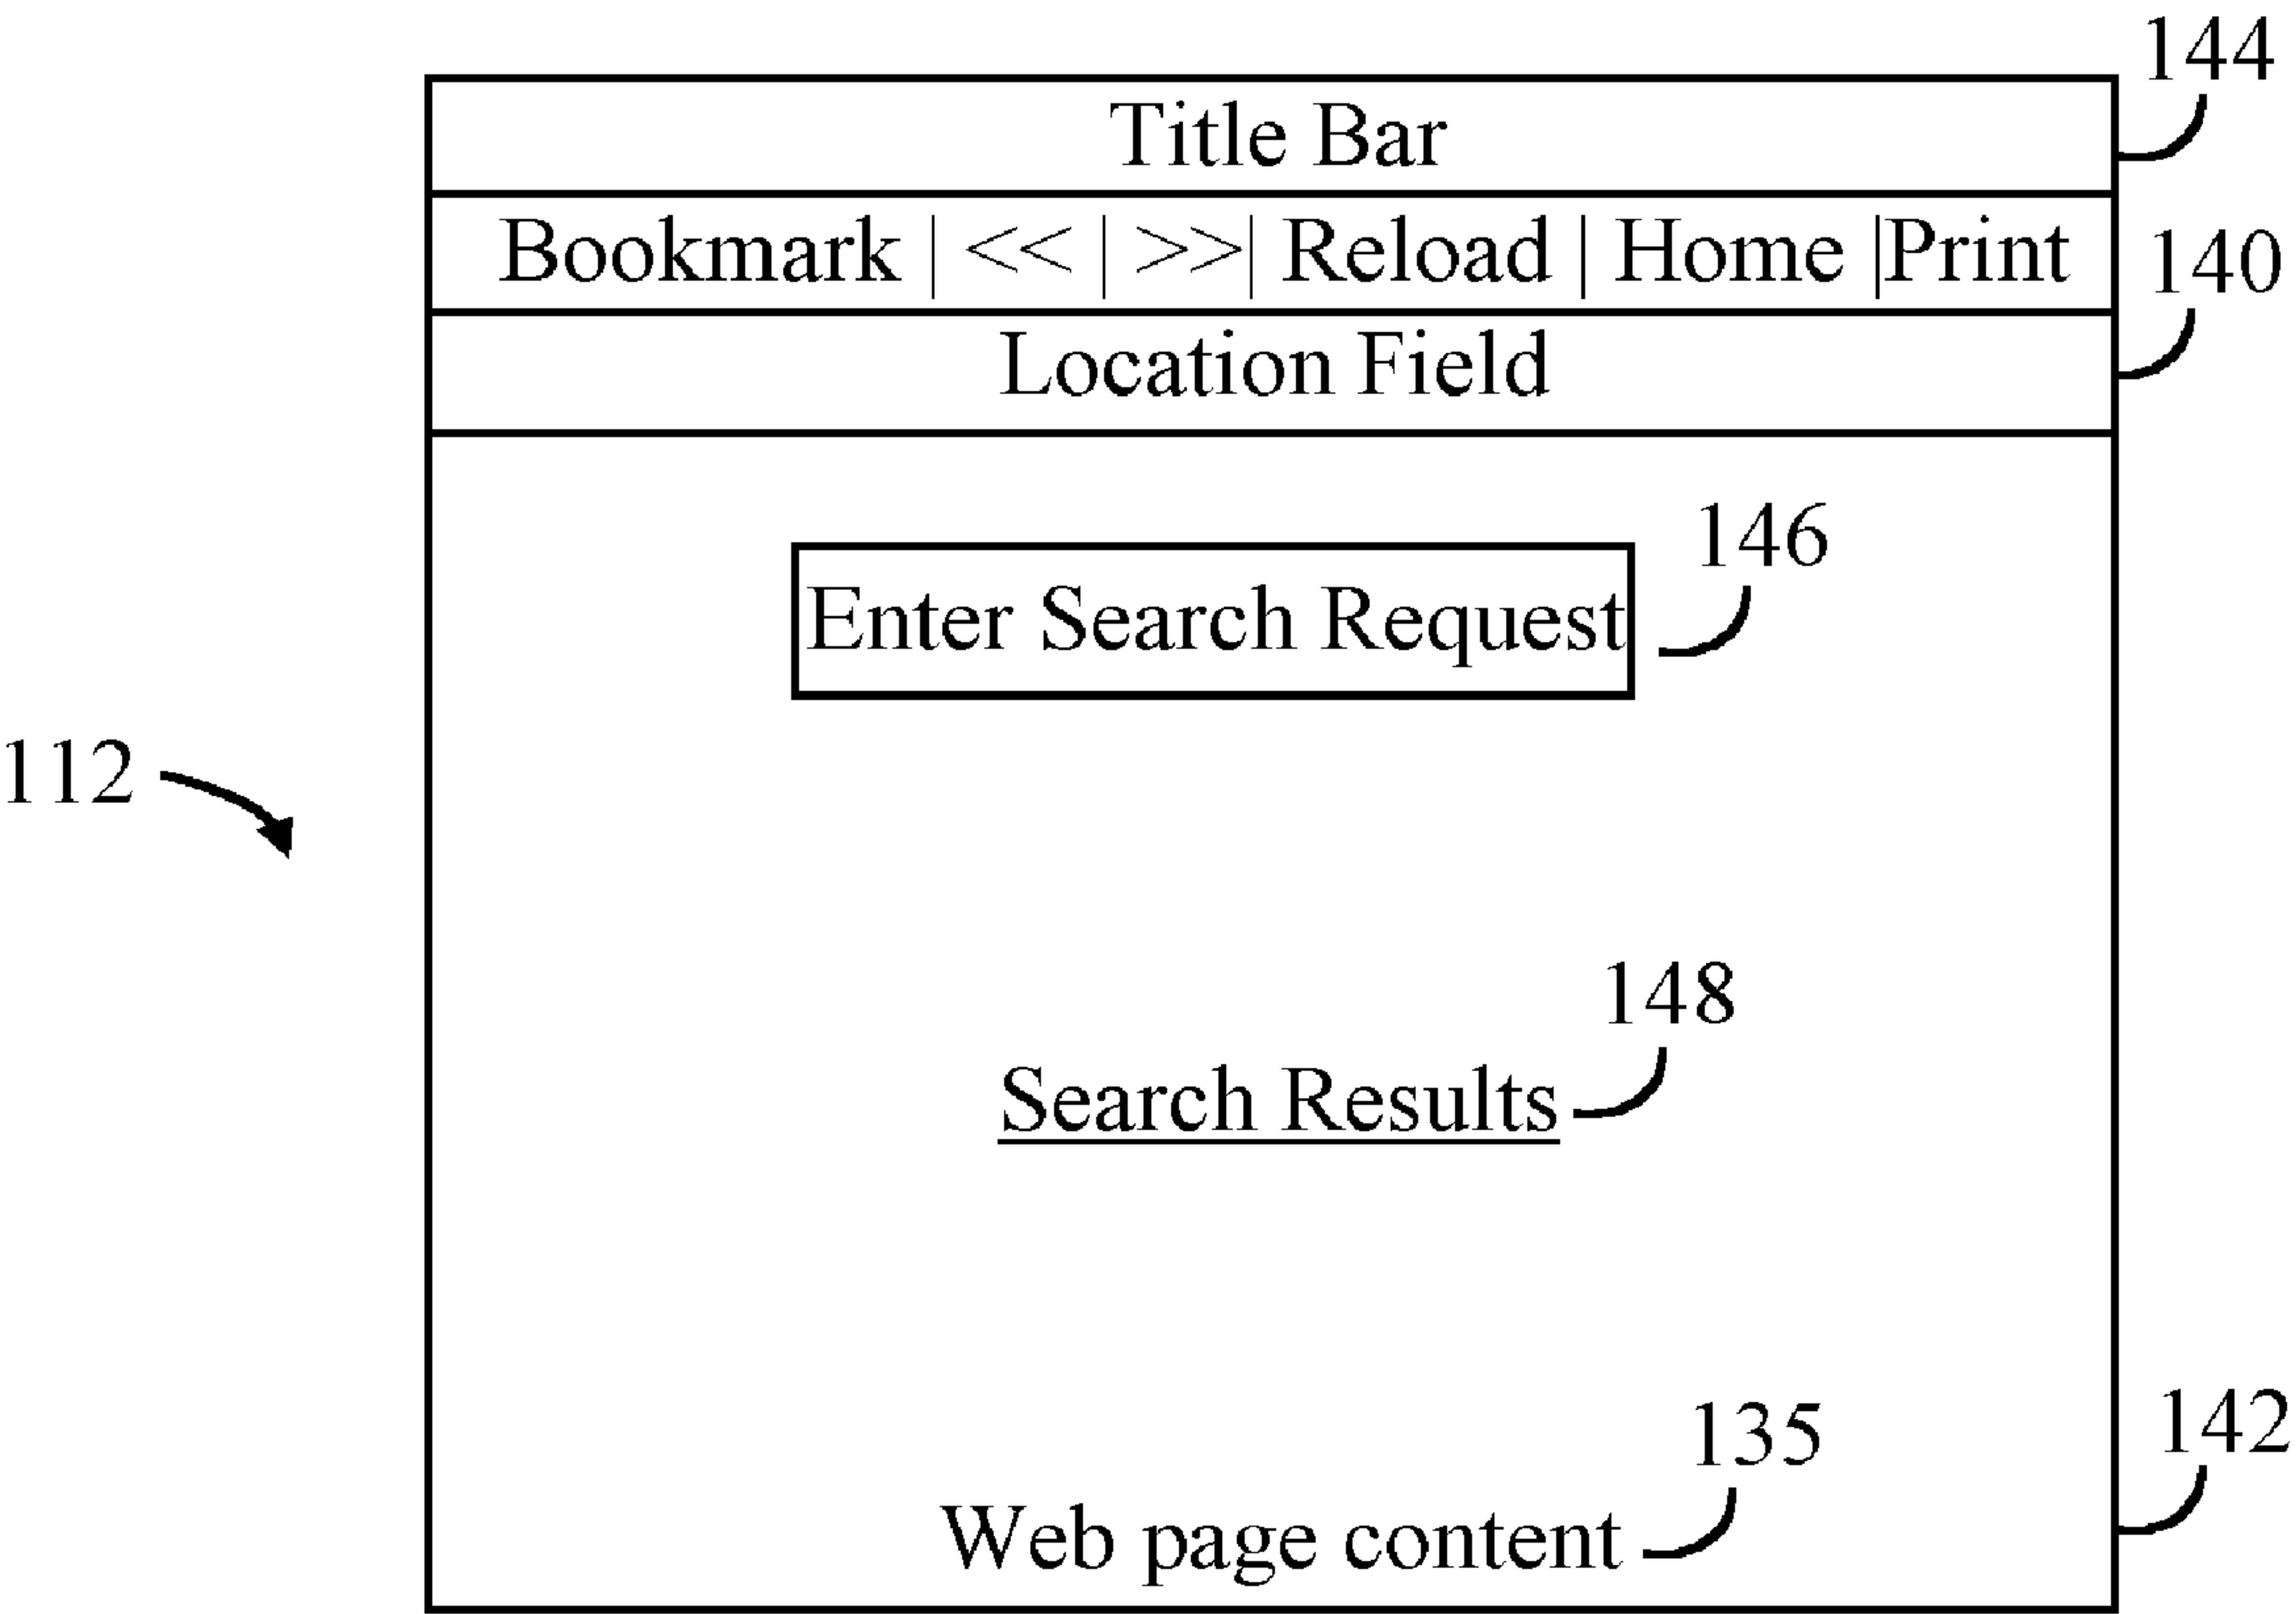 144
Title Bar
Bookmark | << | >>| Reload | Home |Print
140
Location Field
146
Enter Search Request
112
148
Search Results
135
142
Web page content